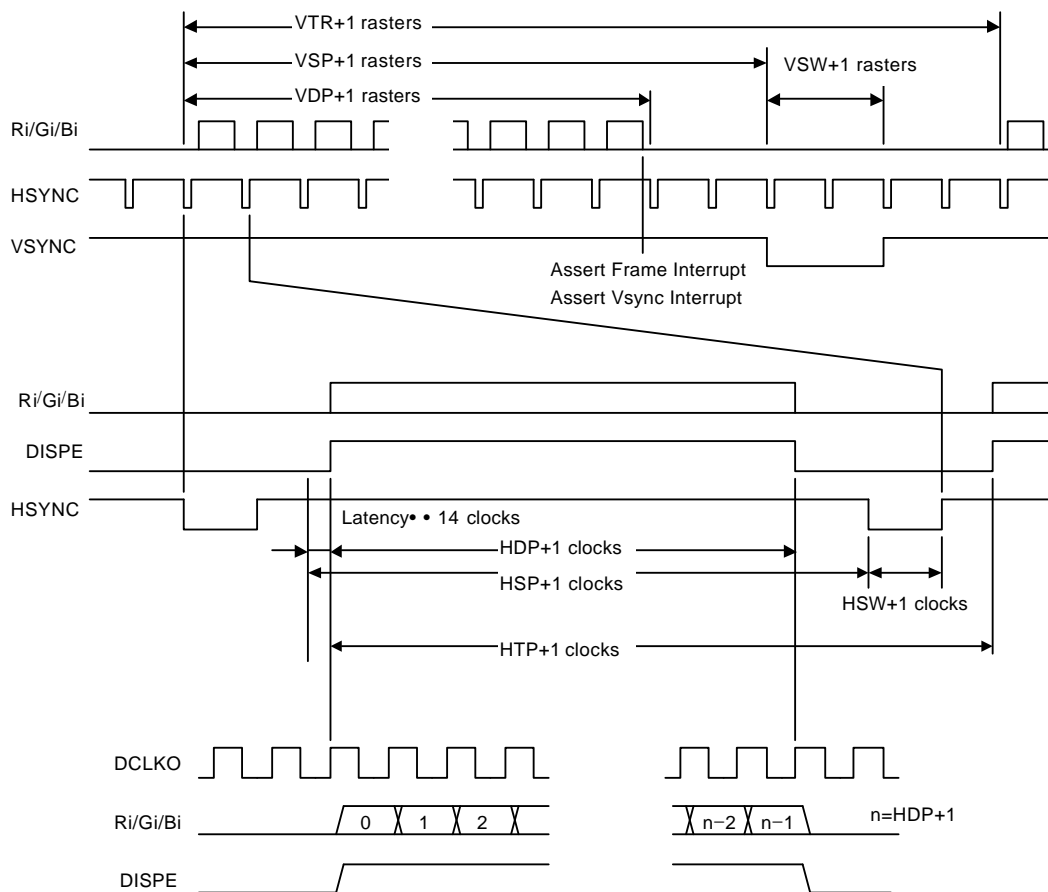 VTR+1 rasters
VSP+1 rasters
VSW+1 rasters
VDP+1 rasters
Ri/Gi/Bi
HSYNC
VSYNC
Assert Frame Interrupt
Assert Vsync Interrupt
Ri/Gi/Bi
DISPE
HSYNC
Latency•• 14 clocks
HDP+1 clocks
HSP+1 clocks
HSW+1 clocks
HTP+1 clocks
DCLKO
Ri/Gi/Bi 0 1 2 n−2 n−1 n=HDP+1
DISPE